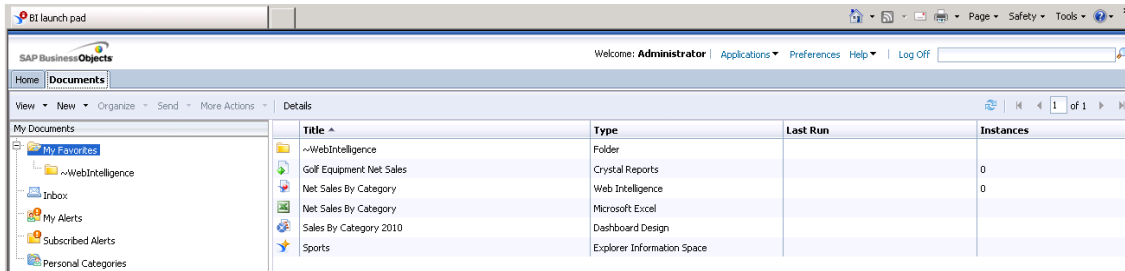 BI launch pad
Page Safety Tools
SAP BusinessObjects
Welcome: Administrator | Applications Preferences Help | Log Off
Home Documents
View New Organize Send More Actions Details 1 of 1
My Documents
Title Type Last Run Instances
My Favorites
~WebIntelligence Folder
~WebIntelligence
Golf Equipment Net Sales Crystal Reports 0
Inbox
Net Sales By Category Web Intelligence 0
My Alerts
Net Sales By Category Microsoft Excel
Subscribed Alerts
Sales By Category 2010 Dashboard Design
Personal Categories
Sports Explorer Information Space